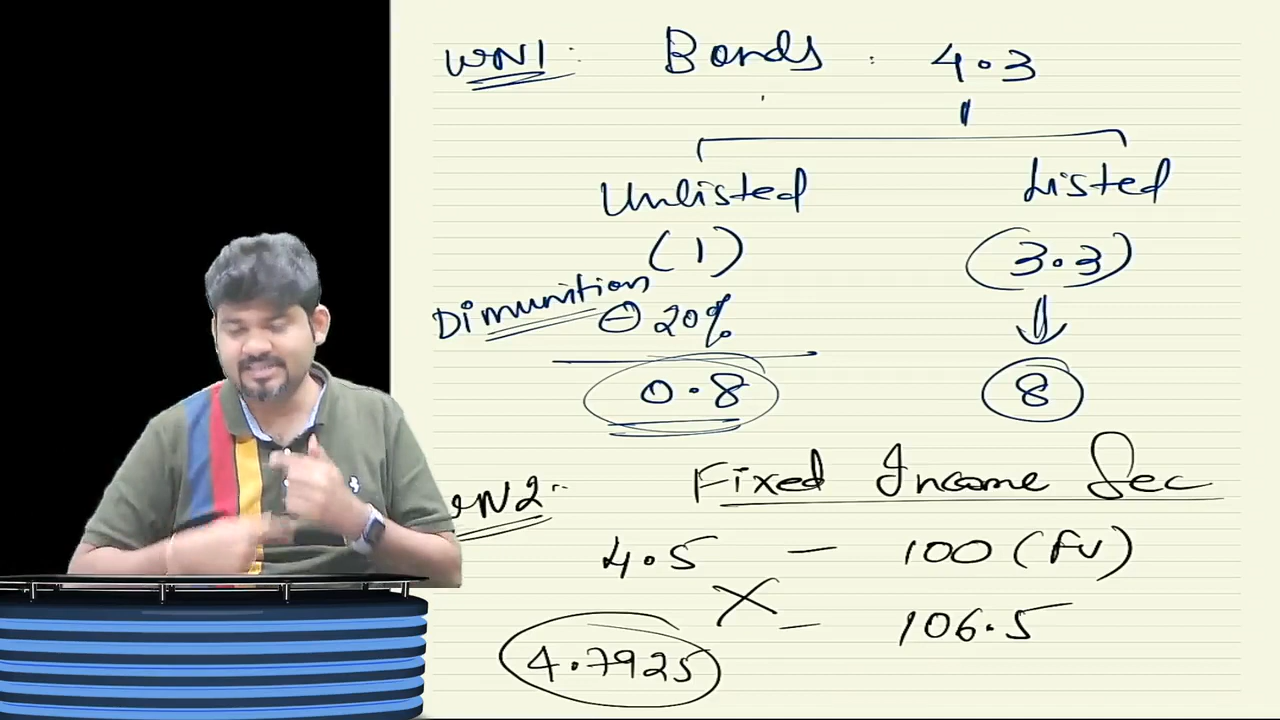 WN1: Bonds : 4.3
Unlisted Listed
(1) (3.3)
Dimunition ⊖ 20%
0.8 8
WN2:- Fixed Income Sec
4.5 — 100 (FV)
X — 106.5
4.7925